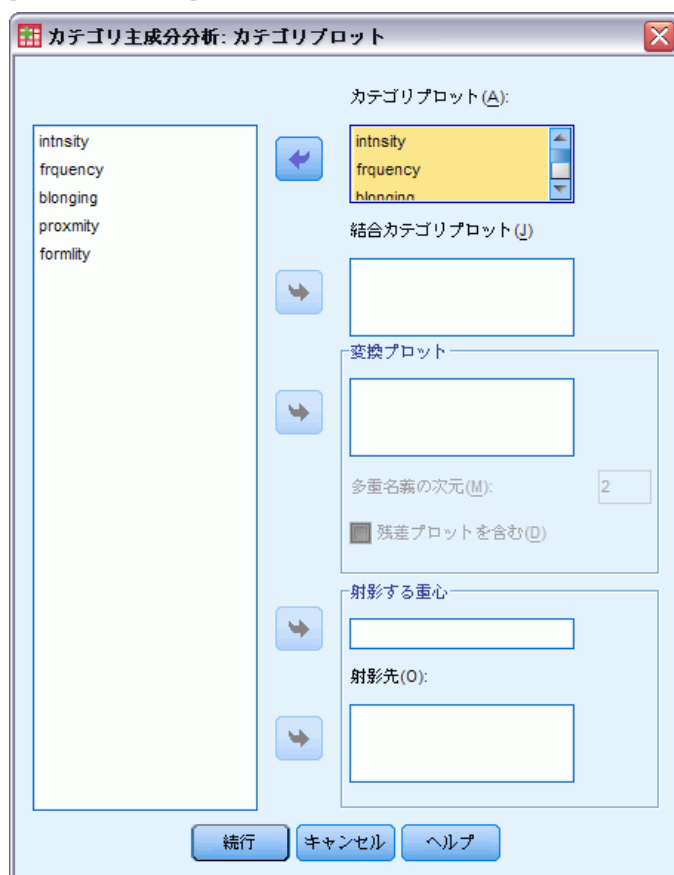 カテゴリ主成分分析: カテゴリプロット
カテゴリプロット(A):
intnsity
frquency
blonging
proxmity
formlity
intnsity
frquency
blonging
結合カテゴリプロット(J)
変換プロット
多重名義の次元(M):
2
残差プロットを含む(D)
射影する重心
射影先(O):
続行
キャンセル
ヘルプ